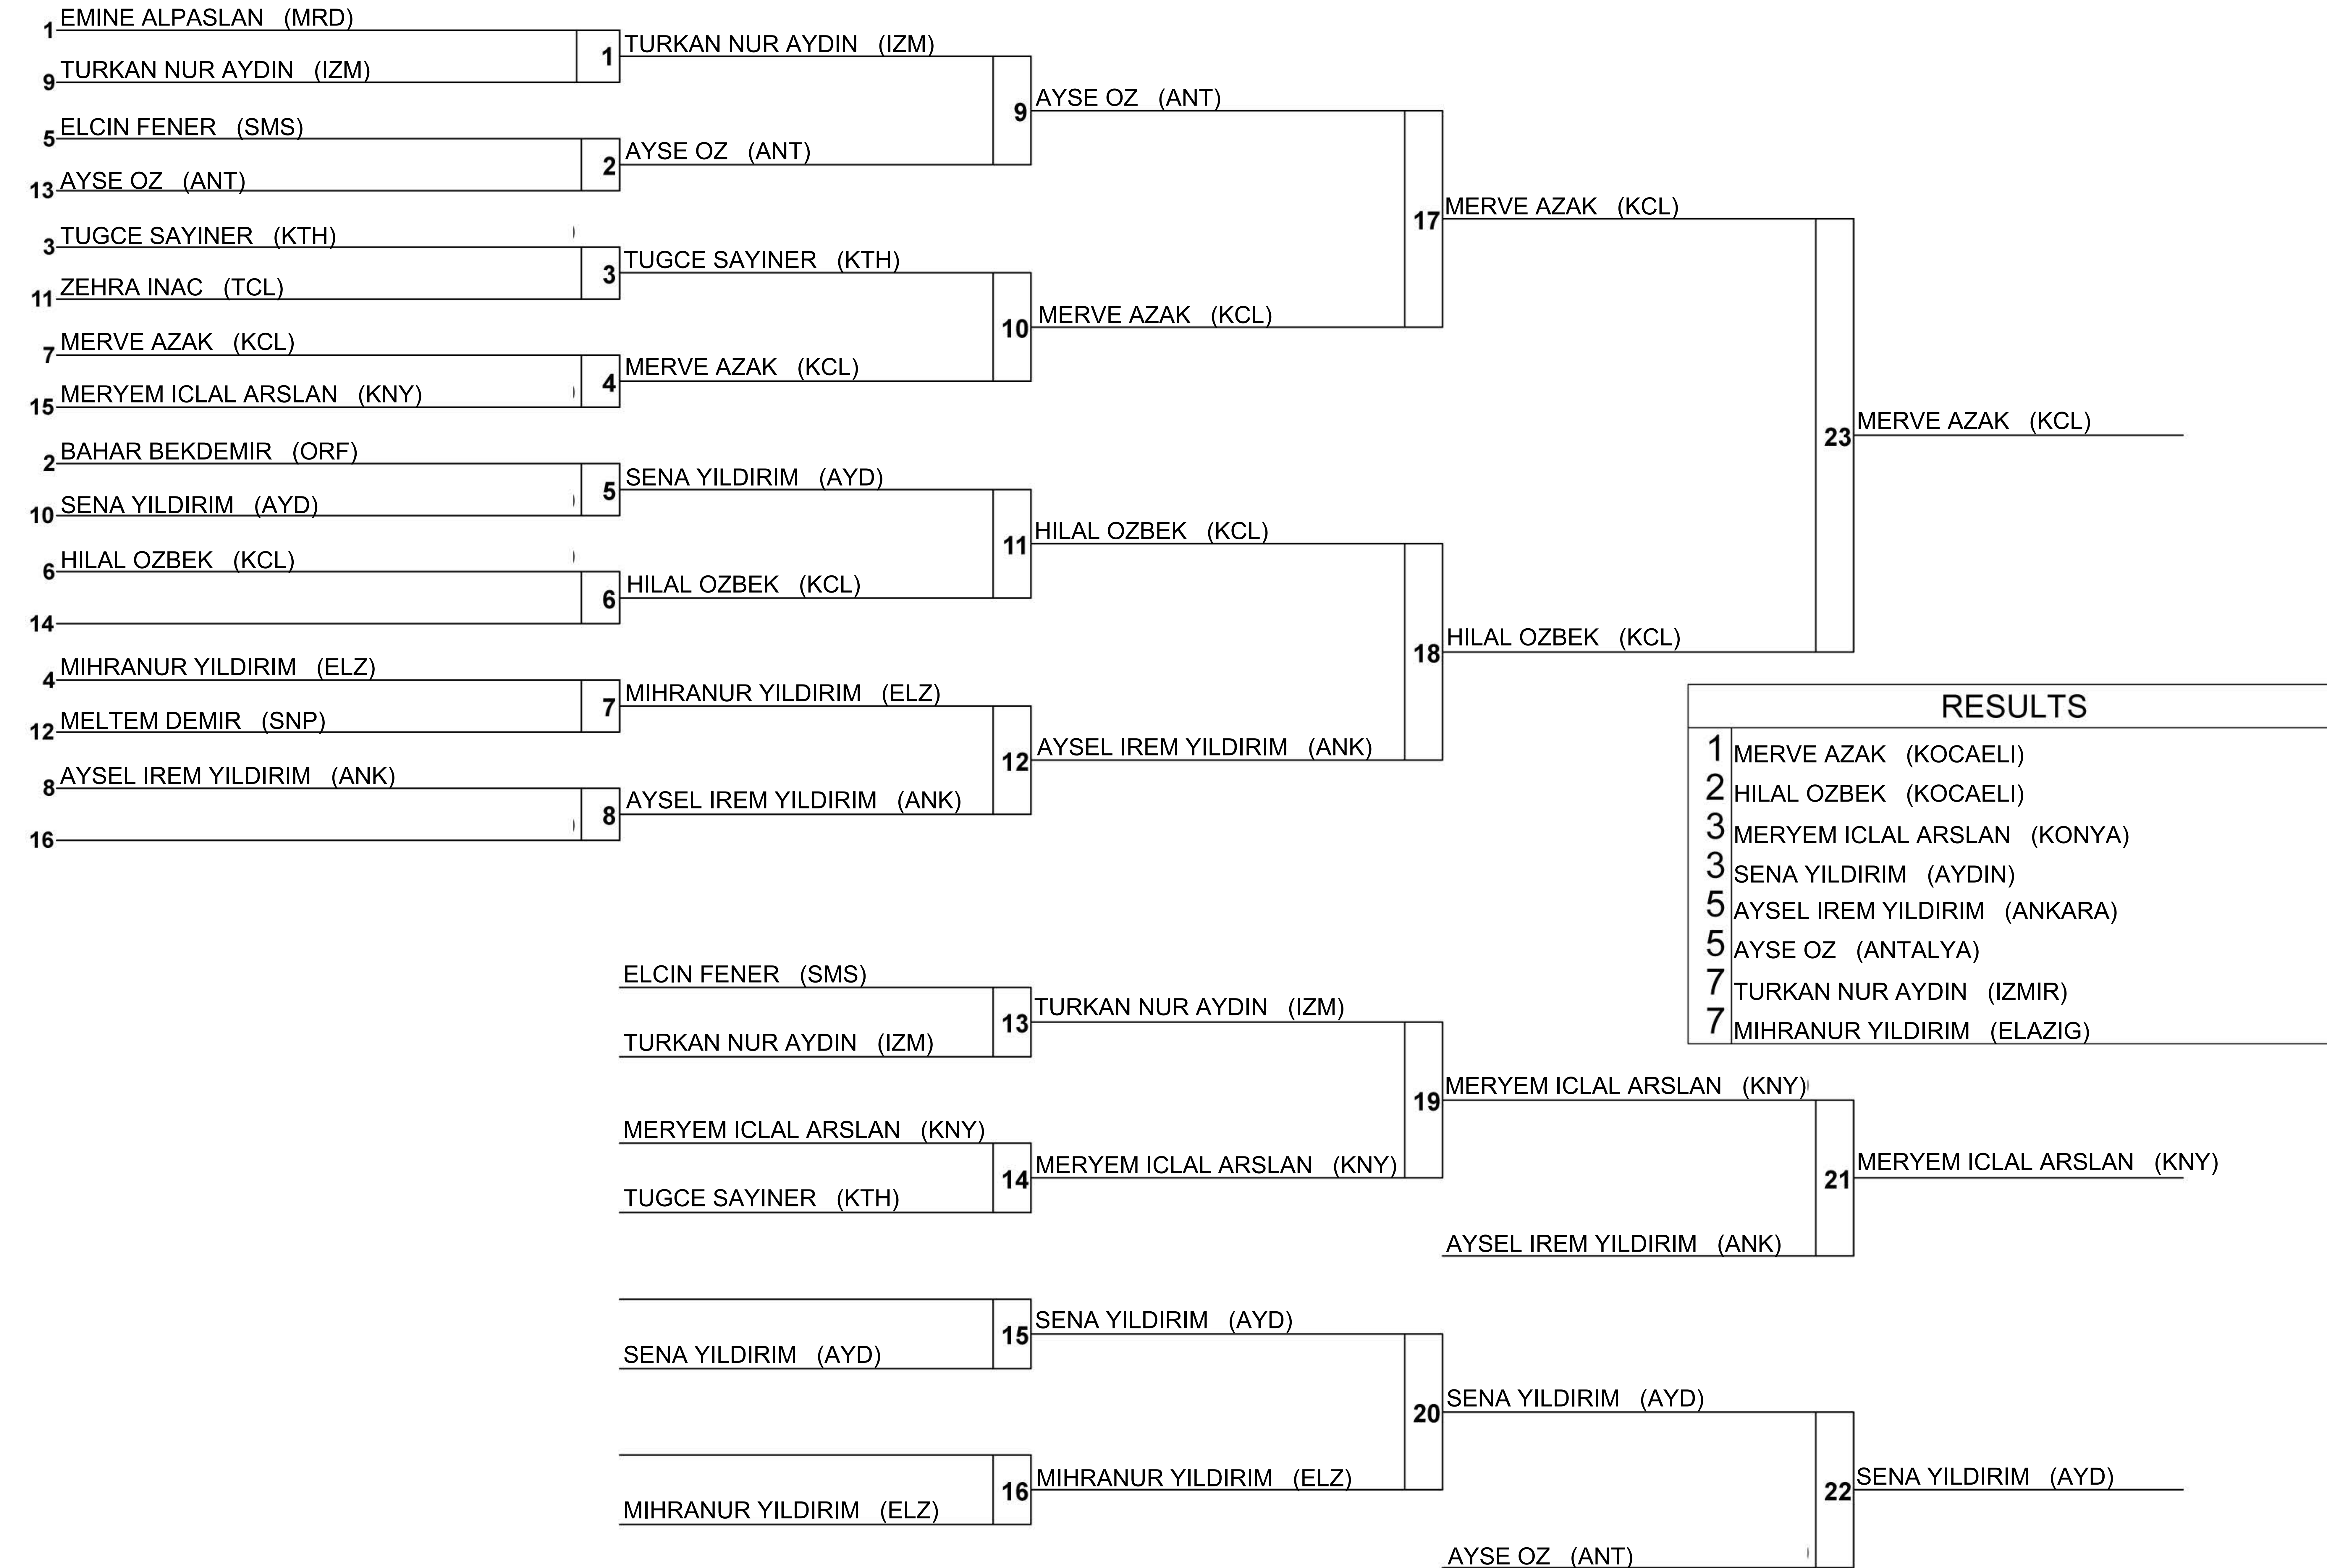 1 EMINE ALPASLAN (MRD)
9 TURKAN NUR AYDIN (IZM)
1 TURKAN NUR AYDIN (IZM)
5 ELCIN FENER (SMS)
13 AYSE OZ (ANT)
2 AYSE OZ (ANT)
9 AYSE OZ (ANT)
3 TUGCE SAYINER (KTH)
11 ZEHRA INAC (TCL)
3 TUGCE SAYINER (KTH)
7 MERVE AZAK (KCL)
15 MERYEM ICLAL ARSLAN (KNY)
4 MERVE AZAK (KCL)
10 MERVE AZAK (KCL)
17 MERVE AZAK (KCL)
2 BAHAR BEKDEMIR (ORF)
10 SENA YILDIRIM (AYD)
5 SENA YILDIRIM (AYD)
6 HILAL OZBEK (KCL)
14
6 HILAL OZBEK (KCL)
11 HILAL OZBEK (KCL)
4 MIHRANUR YILDIRIM (ELZ)
12 MELTEM DEMIR (SNP)
7 MIHRANUR YILDIRIM (ELZ)
8 AYSEL IREM YILDIRIM (ANK)
16
8 AYSEL IREM YILDIRIM (ANK)
12 AYSEL IREM YILDIRIM (ANK)
18 HILAL OZBEK (KCL)
23 MERVE AZAK (KCL)
RESULTS
1 MERVE AZAK (KOCAELI)
2 HILAL OZBEK (KOCAELI)
3 MERYEM ICLAL ARSLAN (KONYA)
3 SENA YILDIRIM (AYDIN)
5 AYSEL IREM YILDIRIM (ANKARA)
5 AYSE OZ (ANTALYA)
7 TURKAN NUR AYDIN (IZMIR)
7 MIHRANUR YILDIRIM (ELAZIG)
ELCIN FENER (SMS)
TURKAN NUR AYDIN (IZM)
13 TURKAN NUR AYDIN (IZM)
MERYEM ICLAL ARSLAN (KNY)
TUGCE SAYINER (KTH)
14 MERYEM ICLAL ARSLAN (KNY)
19 MERYEM ICLAL ARSLAN (KNY)
AYSEL IREM YILDIRIM (ANK)
21 MERYEM ICLAL ARSLAN (KNY)
SENA YILDIRIM (AYD)
15 SENA YILDIRIM (AYD)
MIHRANUR YILDIRIM (ELZ)
16 MIHRANUR YILDIRIM (ELZ)
20 SENA YILDIRIM (AYD)
AYSE OZ (ANT)
22 SENA YILDIRIM (AYD)